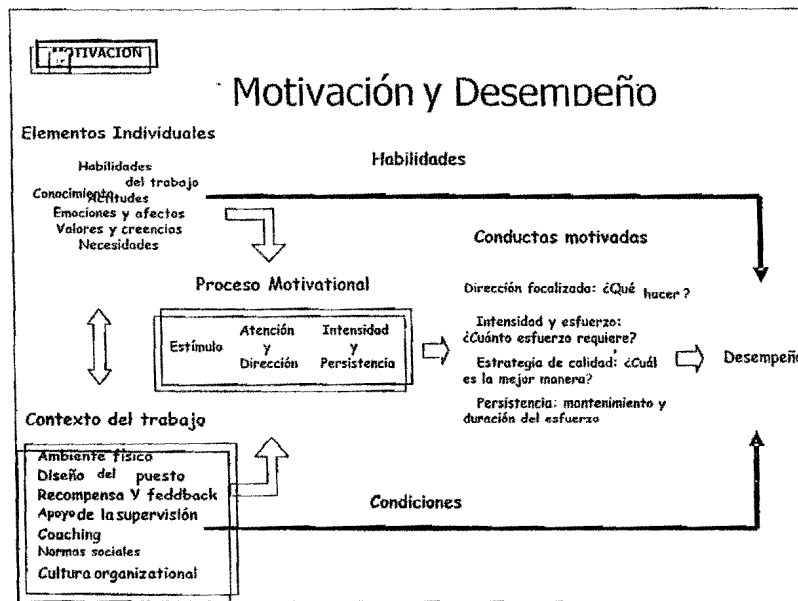 MOTIVACION
Motivación y Desempeño
Elementos Individuales
Habilidades
Conocimiento del trabajo
Actitudes
Emociones y afectos
Valores y creencias
Necesidades
Habilidades
Conductas motivadas
Proceso Motivational
Estímulo
Atención
y
Dirección
Intensidad
y
Persistencia
Dirección focalizada: ¿Qué hacer?
Intensidad y esfuerzo:
¿Cuánto esfuerzo requiere?
Estrategia de calidad: ¿Cuál
es la mejor manera?
Persistencia: mantenimiento y
duración del esfuerzo
Desempeño
Contexto del trabajo
Ambiente físico
Diseño del puesto
Recompensa y feddback
Apoyo de la supervisión
Coaching
Normas sociales
Cultura organizational
Condiciones